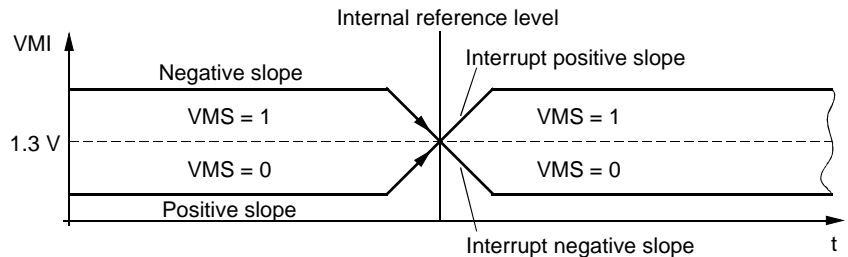 Internal reference level
VMI
Negative slope
Interrupt positive slope
VMS = 1
VMS = 1
1.3 V
VMS = 0
VMS = 0
Positive slope
Interrupt negative slope
t